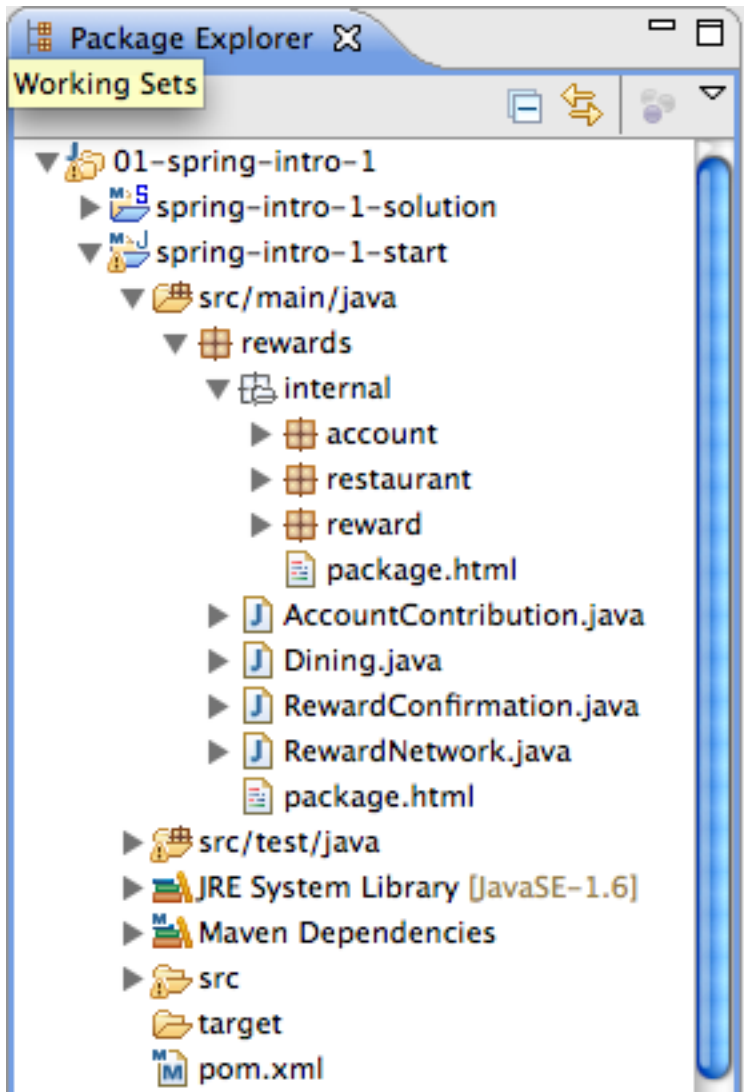 Package Explorer
Working Sets
01-spring-intro-1
spring-intro-1-solution
spring-intro-1-start
src/main/java
rewards
internal
account
restaurant
reward
package.html
AccountContribution.java
Dining.java
RewardConfirmation.java
RewardNetwork.java
package.html
src/test/java
JRE System Library [JavaSE-1.6]
Maven Dependencies
src
target
pom.xml